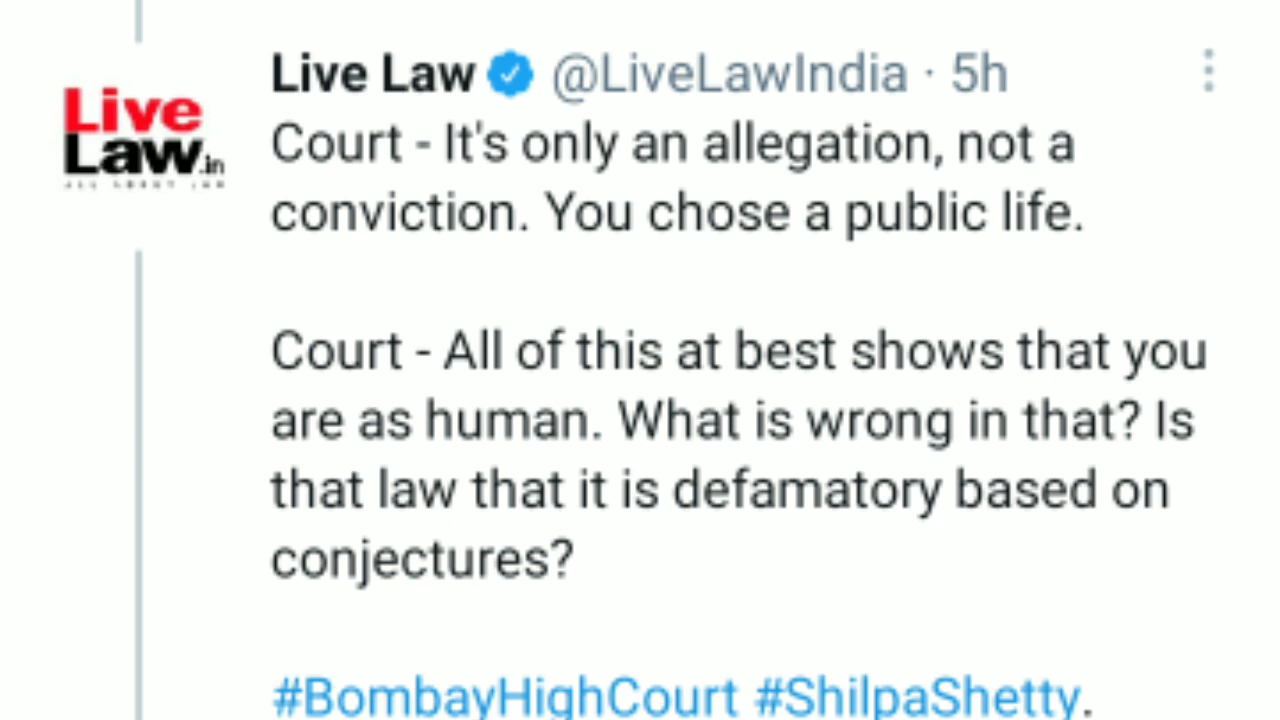 Live Law @LiveLawIndia · 5h
Live
Law.in
Court - It's only an allegation, not a
conviction. You chose a public life.
Court - All of this at best shows that you
are as human. What is wrong in that? Is
that law that it is defamatory based on
conjectures?
#BombayHighCourt #ShilpaShetty.